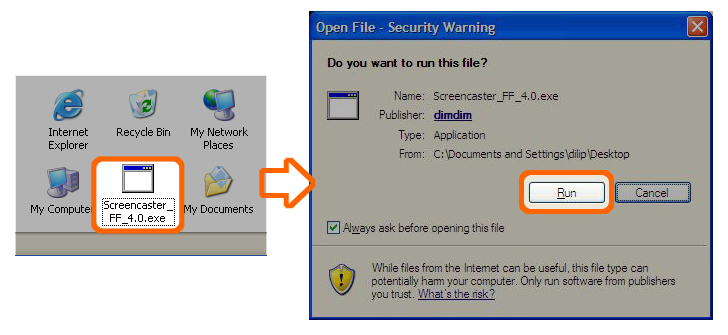 Internet
Explorer
Recycle Bin
My Network
Places
My Compute
Screencaster_
FF_4.0.exe
My Documents
Open File - Security Warning
Do you want to run this file?
Name: Screencaster_FF_4.0.exe
Publisher: dimdim
Type: Application
From: C:\Documents and Settings\dilip\Desktop
Run
Cancel
Always ask before opening this file
While files from the Internet can be useful, this file type can
potentially harm your computer. Only run software from publishers
you trust. What's the risk?